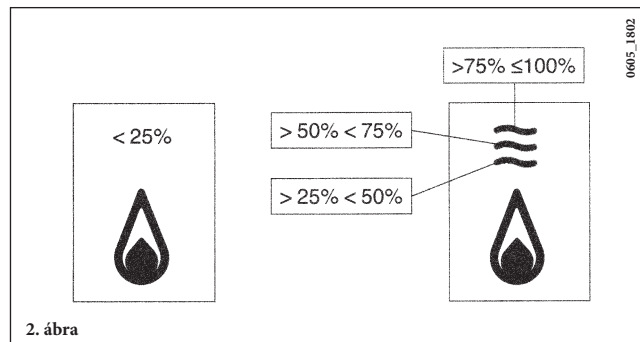 0605_1802
>75% ≤100%
< 25%
> 50% < 75%
> 25% < 50%
2. ábra